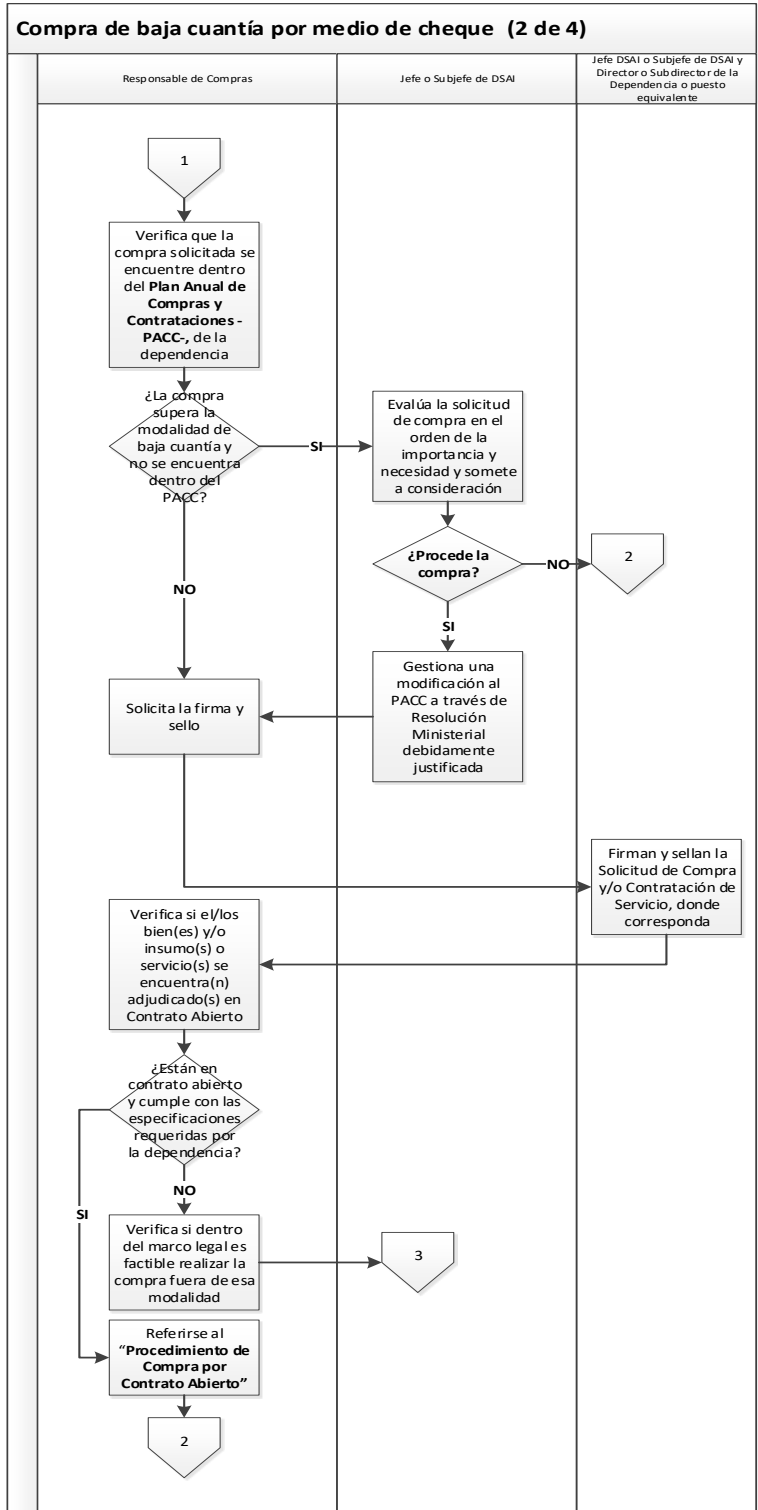 Compra de baja cuantía por medio de cheque (2 de 4)
Responsable de Compras
Jefe o Subjefe de DSAI
Jefe DSAI o Subjefe de DSAI y
Director o Subdirector de la
Dependencia o puesto
equivalente
1
Verifica que la
compra solicitada se
encuentre dentro
del Plan Anual de
Compras y
Contrataciones -
PACC-, de la
dependencia
¿La compra
supera la
modalidad de
baja cuantía y
no se encuentra
dentro del
PACC?
SI
Evalúa la solicitud
de compra en el
orden de la
importancia y
necesidad y somete
a consideración
¿Procede la
compra?
NO
2
NO
SI
Gestiona una
modificación al
PACC a través de
Resolución
Ministerial
debidamente
justificada
Solicita la firma y
sello
Firman y sellan la
Solicitud de Compra
y/o Contratación de
Servicio, donde
corresponda
Verifica si el/los
bien(es) y/o
insumo(s) o
servicio(s) se
encuentra(n)
adjudicado(s) en
Contrato Abierto
¿Están en
contrato abierto
y cumple con las
especificaciones
requeridas por
la dependencia?
NO
SI
Verifica si dentro
del marco legal es
factible realizar la
compra fuera de esa
modalidad
3
Referirse al
“Procedimiento de
Compra por
Contrato Abierto”
2